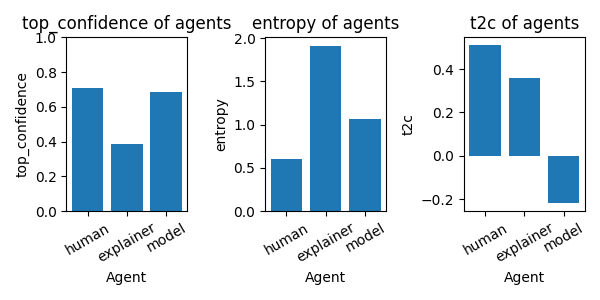 top_confidence of agents
top_confidence
1.0
0.8
0.6
0.4
0.2
0.0
human
explainer
model
Agent
entropy of agents
entropy
2.0
1.5
1.0
0.5
0.0
human
explainer
model
Agent
t2c of agents
t2c
0.4
0.2
0.0
−0.2
human
explainer
model
Agent